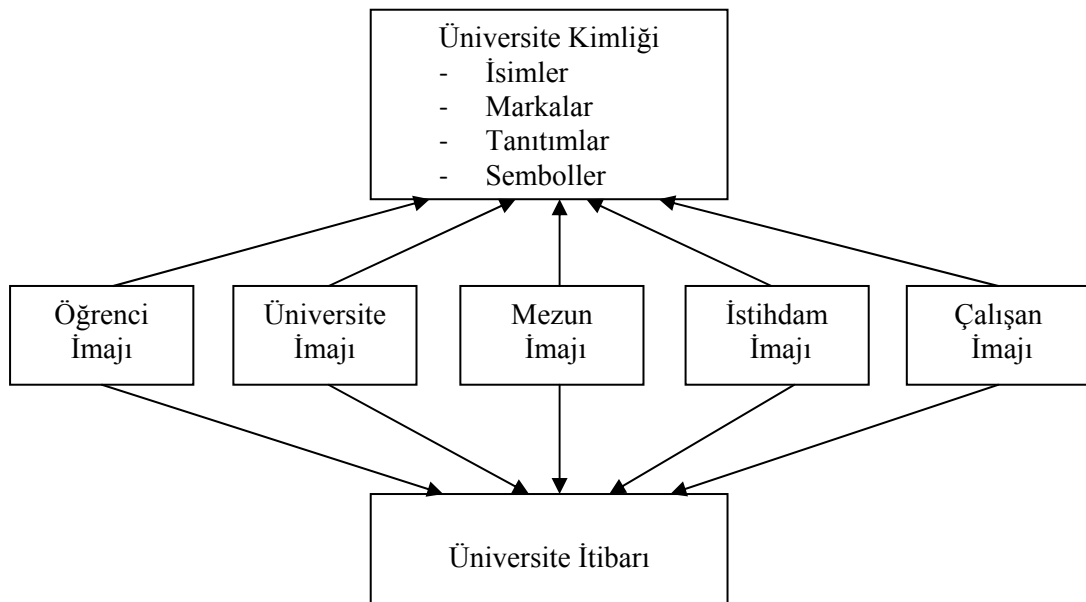 Üniversite Kimliği
- İsimler
- Markalar
- Tanıtımlar
- Semboller
Öğrenci
İmajı
Üniversite
İmajı
Mezun
İmajı
İstihdam
İmajı
Çalışan
İmajı
Üniversite İtibarı